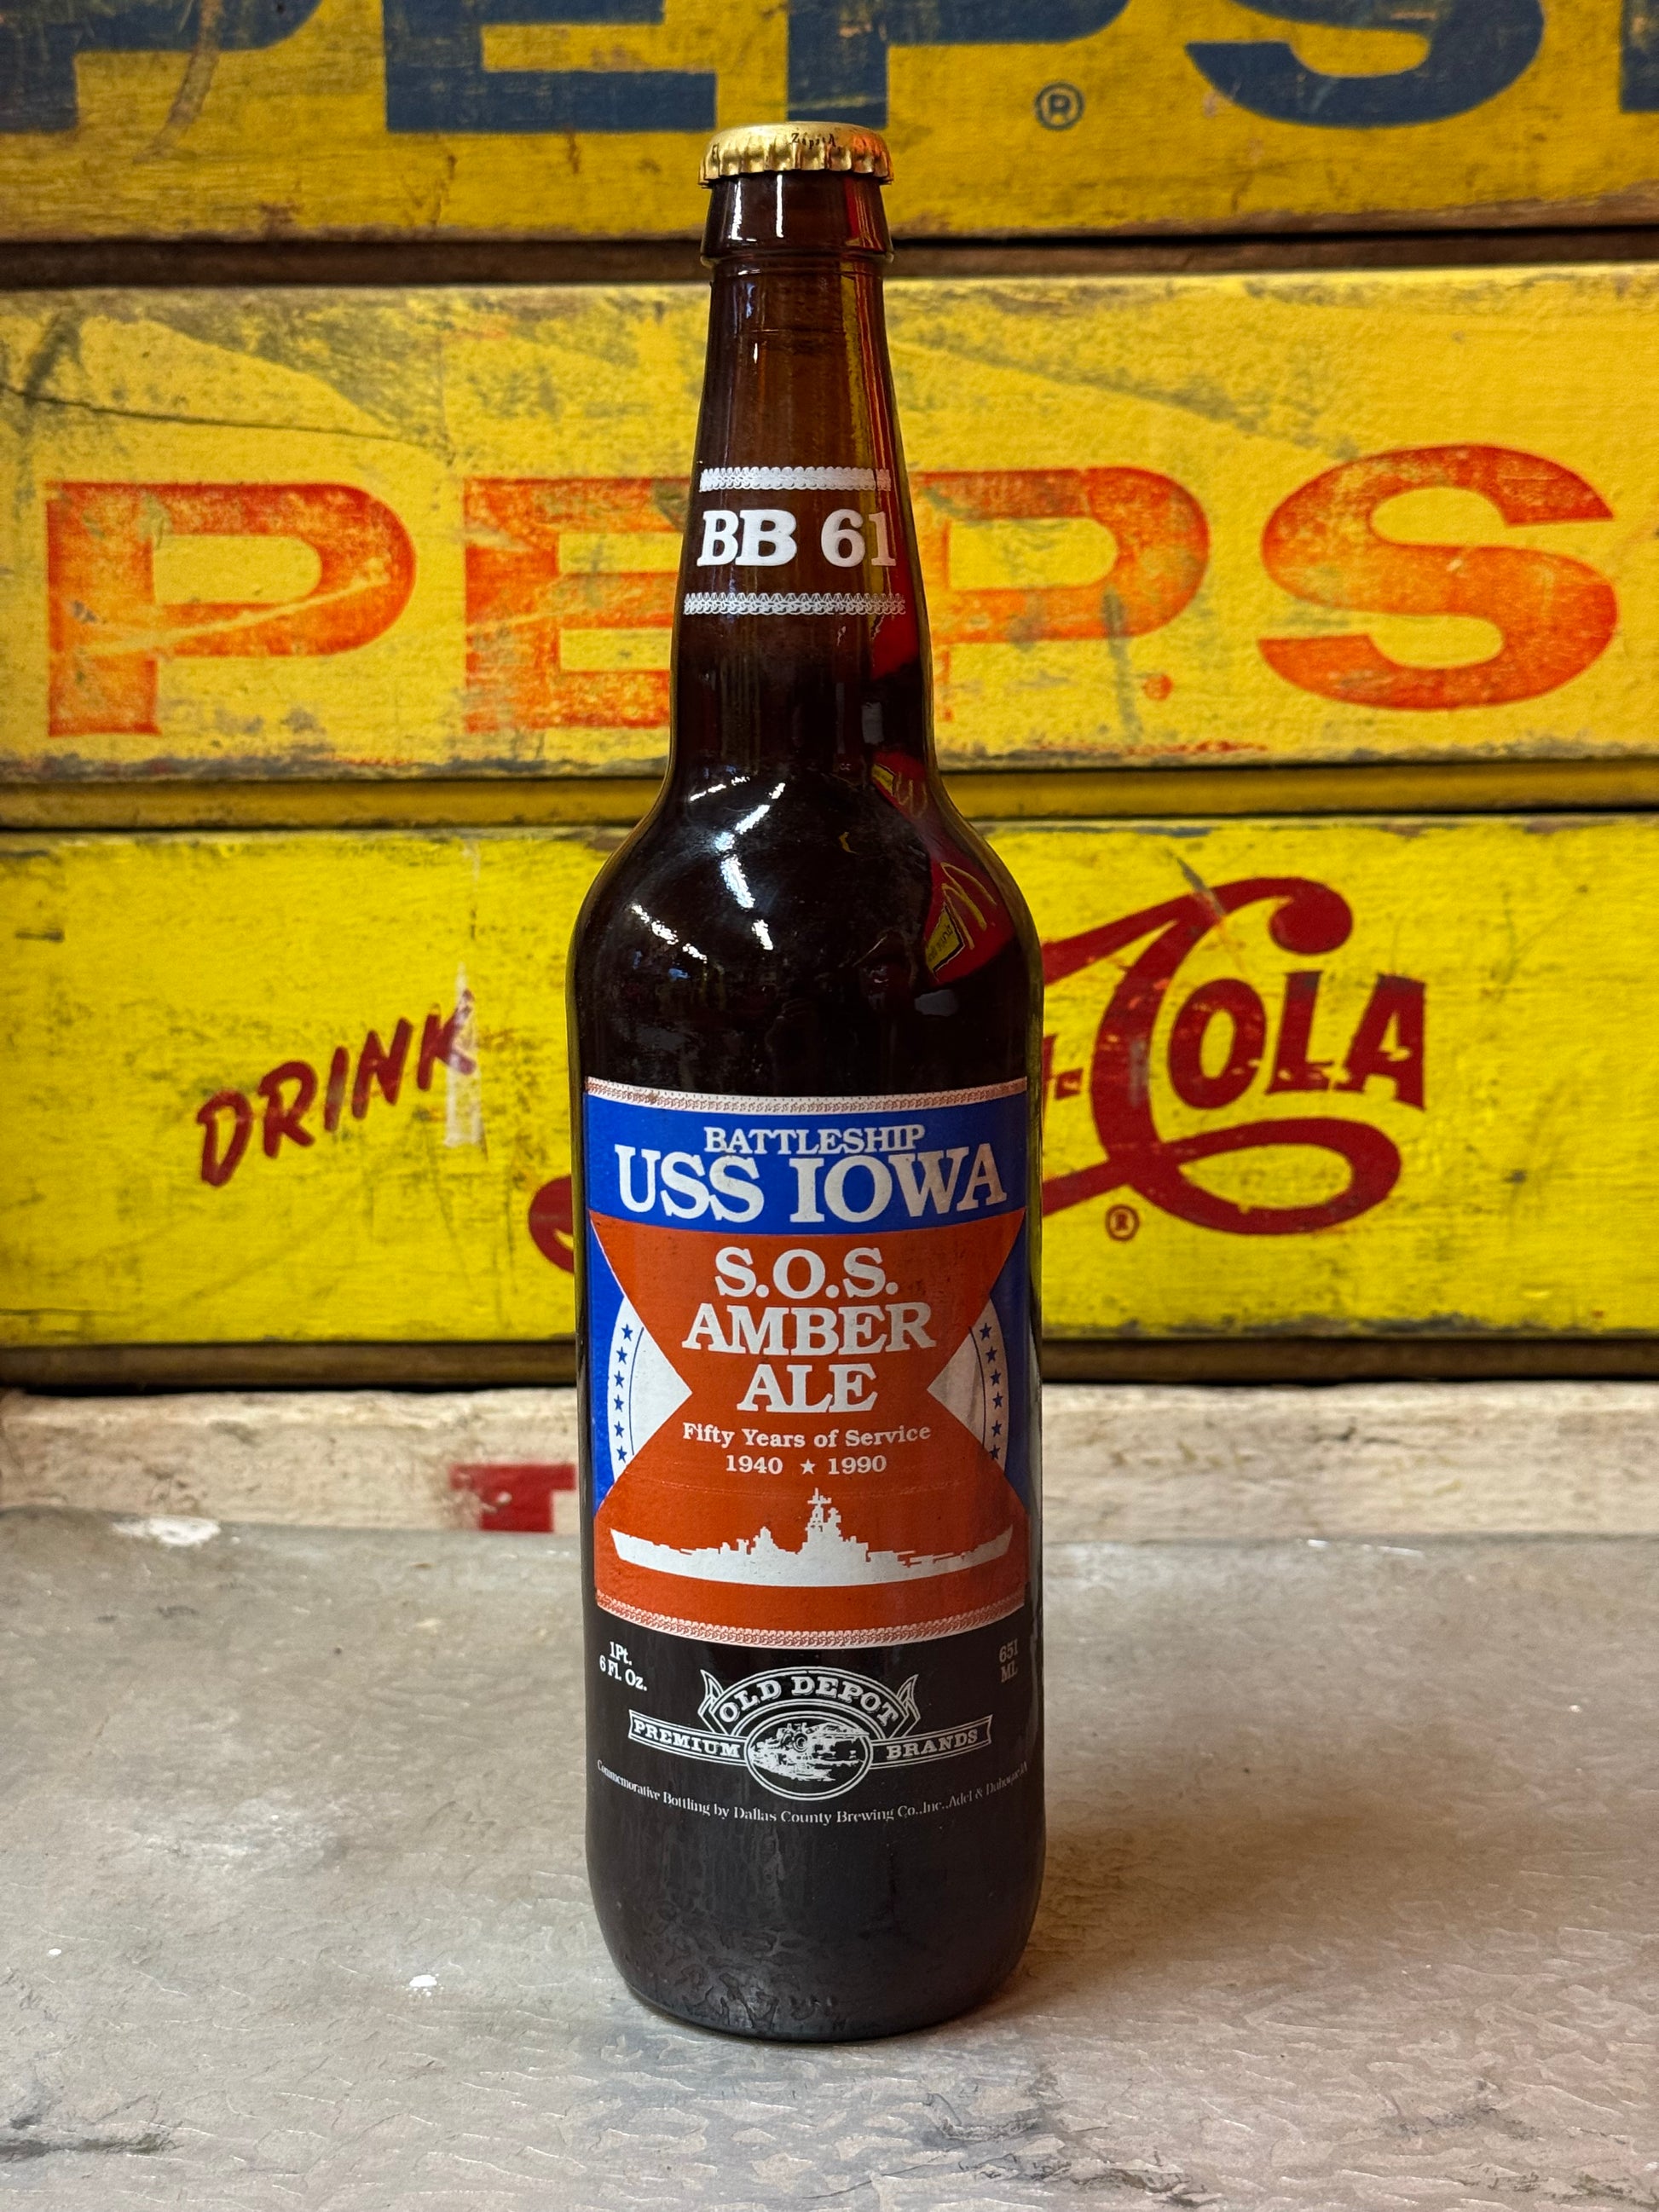 PEPSI
®
PEPS
DRINK
COLA
®
BB 61
BATTLESHIP
USS IOWA
S.O.S.
AMBER
ALE
Fifty Years of Service
1940 ★ 1990
1Pt.
6 Fl. Oz.
651
ML
OLD DEPOT
PREMIUM BRANDS
Commemorative Bottling by Dallas County Brewing Co., Inc., Adel & Dubuque IA